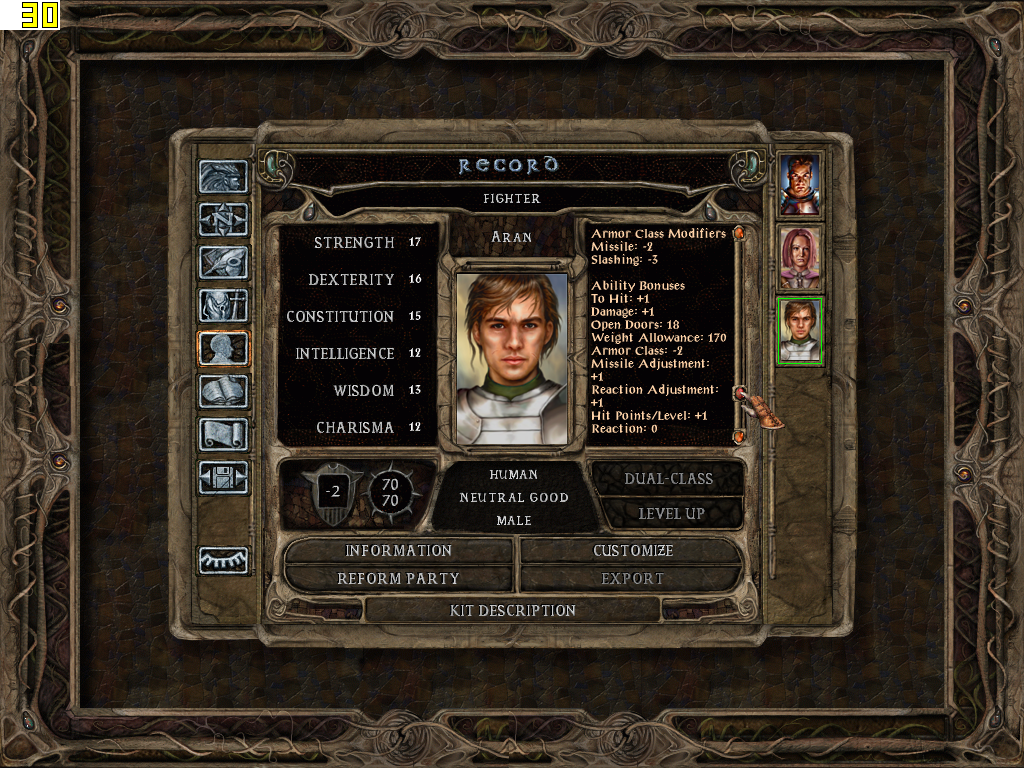 30
RECORD
FIGHTER
ARAN
STRENGTH 17
DEXTERITY 16
CONSTITUTION 15
INTELLIGENCE 12
WISDOM 13
CHARISMA 12
Armor Class Modifiers
Missile: -2
Slashing: -3
Ability Bonuses
To Hit: +1
Damage: +1
Open Doors: 18
Weight Allowance: 170
Armor Class: -2
Missile Adjustment:
+1
Reaction Adjustment:
+1
Hit Points/Level: +1
Reaction: 0
-2
70
70
HUMAN
NEUTRAL GOOD
MALE
DUAL-CLASS
LEVEL UP
INFORMATION
CUSTOMIZE
REFORM PARTY
EXPORT
KIT DESCRIPTION